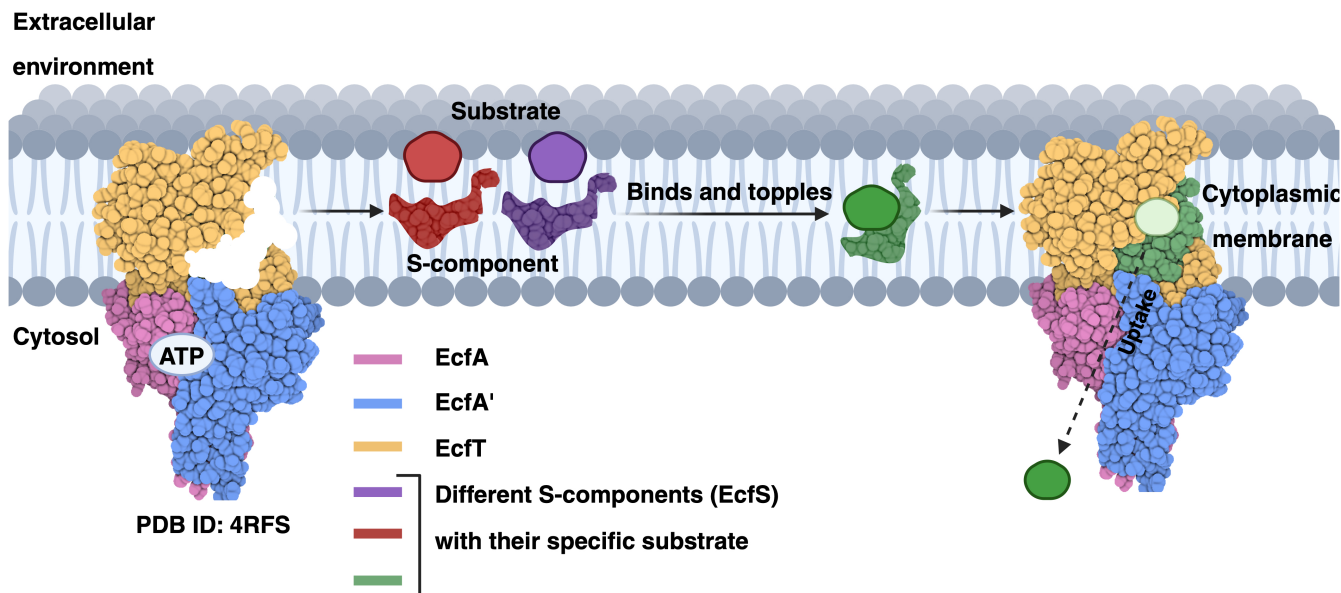 Extracellular
environment
Substrate
Binds and topples
Cytoplasmic
membrane
S-component
Cytosol
ATP
Uptake
EcfA
EcfA'
EcfT
Different S-components (EcfS)
with their specific substrate
PDB ID: 4RFS